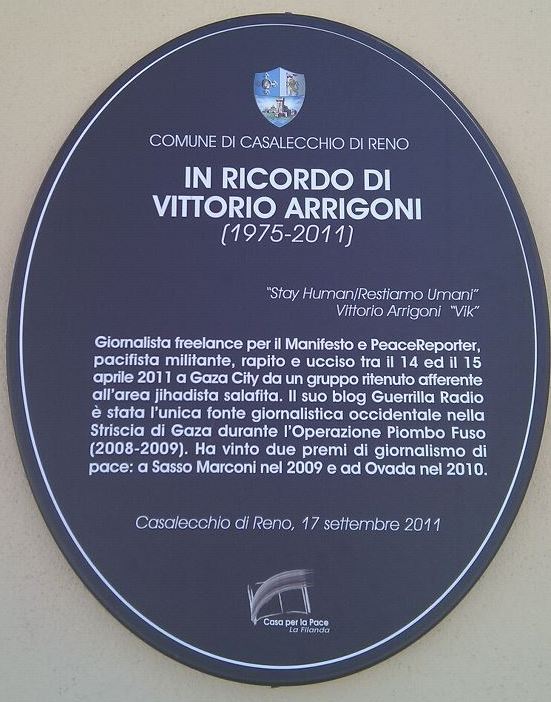 COMUNE DI CASALECCHIO DI RENO
IN RICORDO DI
VITTORIO ARRIGONI
(1975-2011)
"Stay Human/Restiamo Umani"
Vittorio Arrigoni "Vik"
Giornalista freelance per il Manifesto e PeaceReporter,
pacifista militante, rapito e ucciso tra il 14 ed il 15
aprile 2011 a Gaza City da un gruppo ritenuto afferente
all'area jihadista salafita. Il suo blog Guerrilla Radio
è stata l'unica fonte giornalistica occidentale nella
Striscia di Gaza durante l'Operazione Piombo Fuso
(2008-2009). Ha vinto due premi di giornalismo di
pace: a Sasso Marconi nel 2009 e ad Ovada nel 2010.
Casalecchio di Reno, 17 settembre 2011
Casa per la Pace
La Filanda